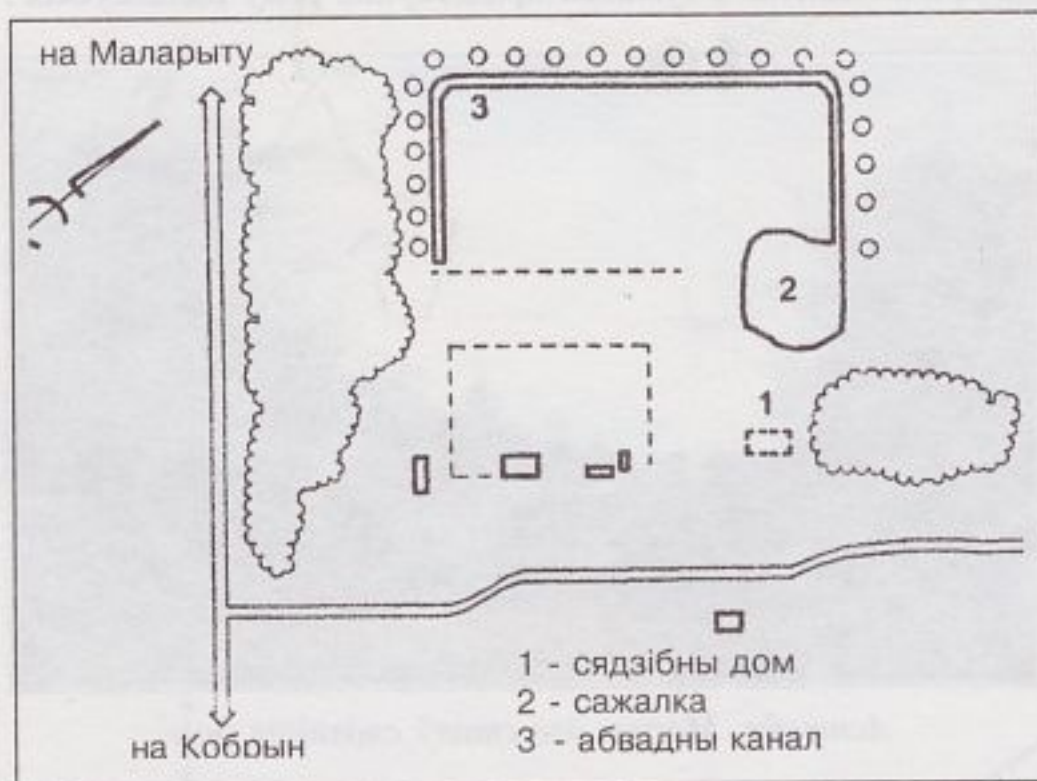 на Маларыту
3
2
1
1 - сядзібны дом
2 - сажалка
3 - абвадны канал
на Кобрын